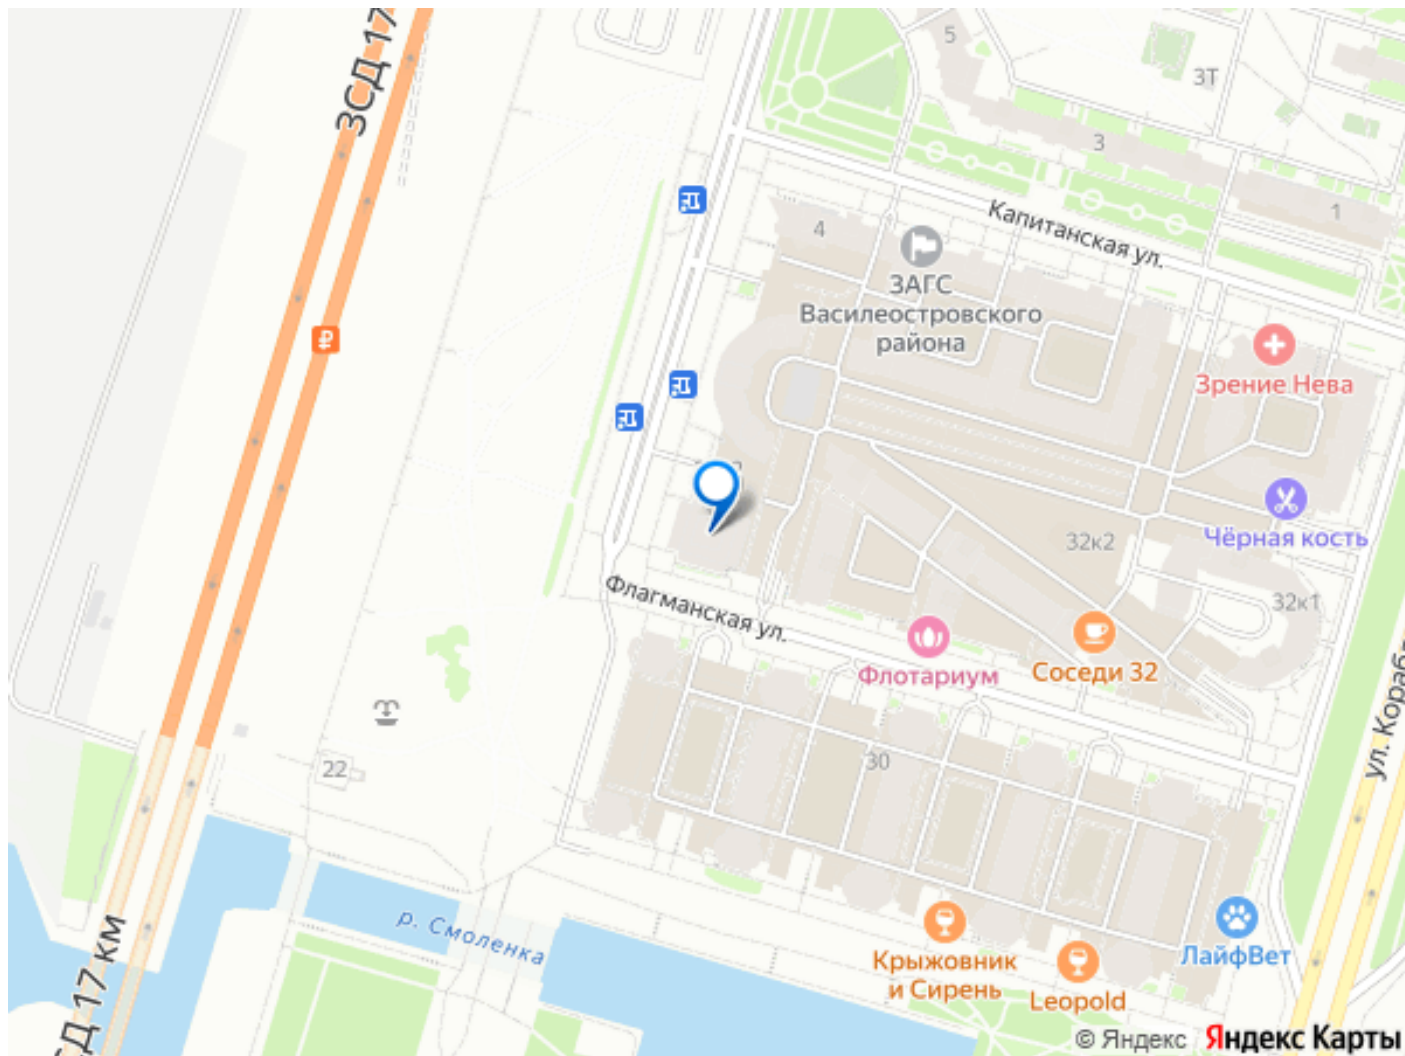 ЗСД 17
5
3Т
3
1
Капитанская ул.
4
ЗАГС
Василеостровского
района
Зрение Нева
Чёрная кость
32к2
32к1
Флагманская ул.
Флотариум
Соседи 32
ул. Кораб
30
22
р. Смоленка
Крыжовник
и Сирень
Leopold
ЛайфВет
СД 17 км
© Яндекс Яндекс Карты